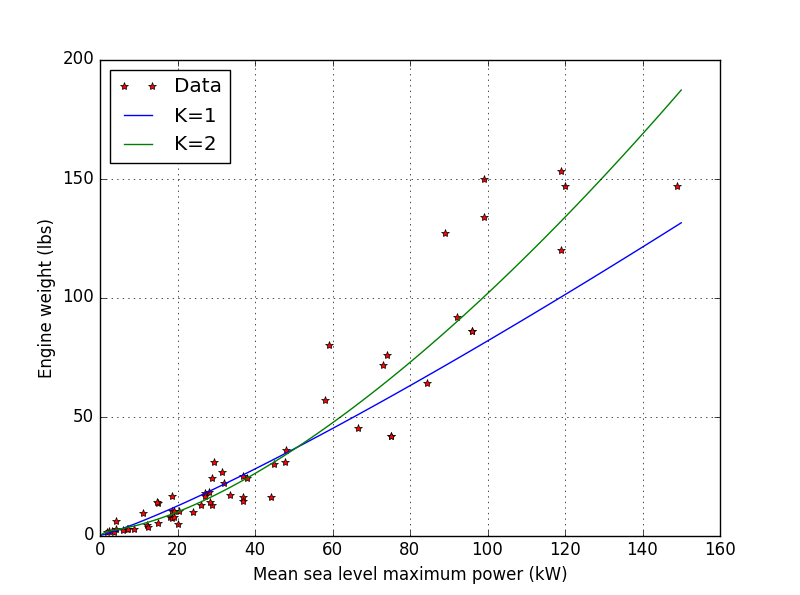 200
150
100
50
0
0 20 40 60 80 100 120 140 160
Data
K=1
K=2
Engine weight (lbs)
Mean sea level maximum power (kW)